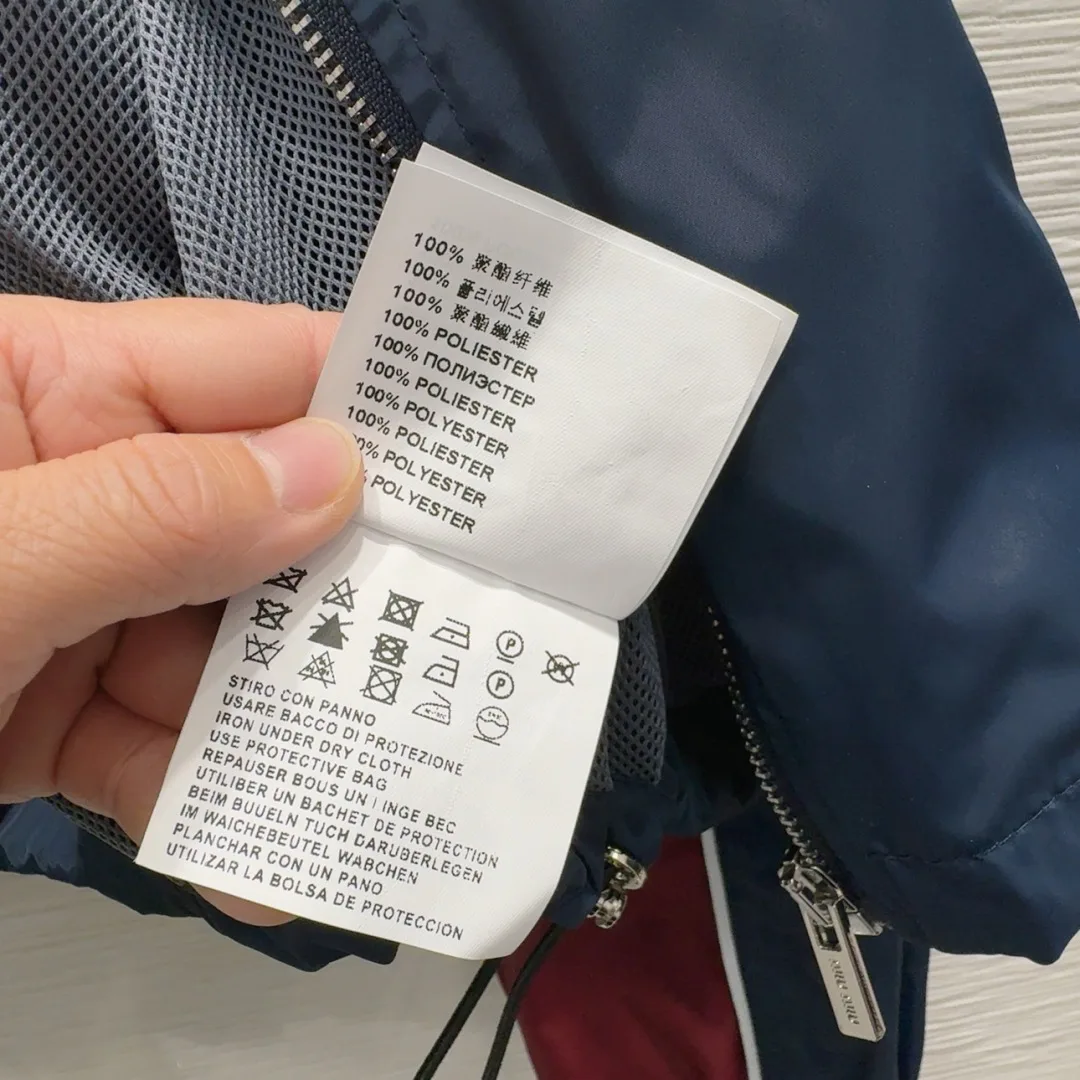 100% 聚酯纤维
100% 폴리에스텔
100% 聚酯纖維
100% POLIESTER
100% ПОЛИЭСТЕР
100% POLIESTER
100% POLYESTER
100% POLIESTER
0% POLYESTER
% POLYESTER
P
P
STIRO CON PANNO
USARE BACCO DI PROTEZIONE
IRON UNDER DRY CLOTH
USE PROTECTIVE BAG
REPAUSER BOUS UN I INGE BEC
UTILIBER UN BACHET DE PROTECTION
BEIM BUUELN TUCH DARUBERLEGEN
IM WAICHEBEUTEL WABCHEN
PLANCHAR CON UN PANO
UTILIZAR LA BOLSA DE PROTECCION
miu miu